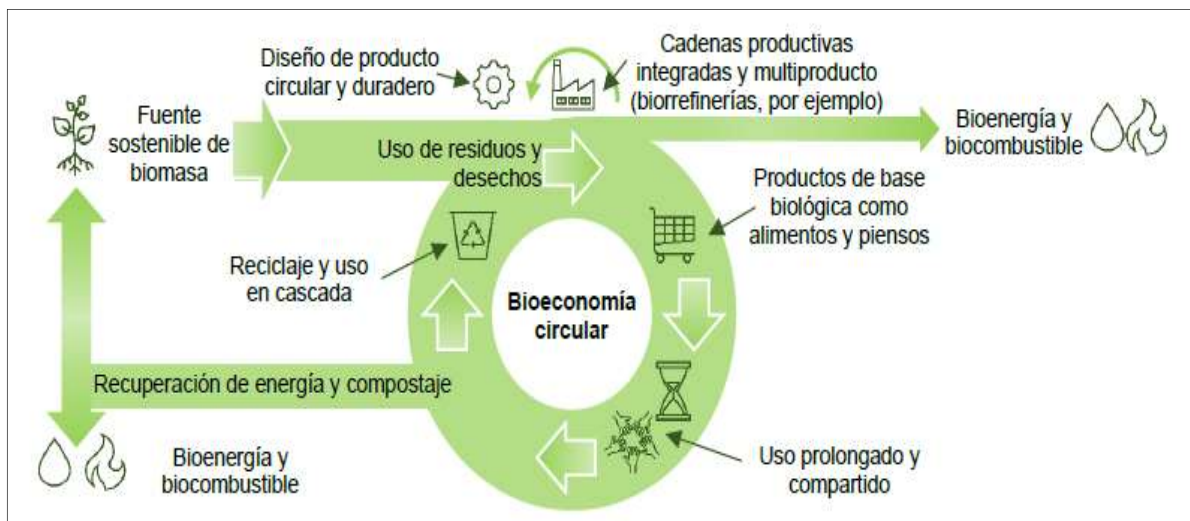 Diseño de producto
circular y duradero
Cadenas productivas
integradas y multiproducto
(biorrefinerías, por ejemplo)
Fuente
sostenible de
biomasa
Uso de residuos y
desechos
Bioenergía y
biocombustible
Productos de base
biológica como
alimentos y piensos
Reciclaje y uso
en cascada
Bioeconomía
circular
Recuperación de energía y compostaje
Uso prolongado y
compartido
Bioenergía y
biocombustible